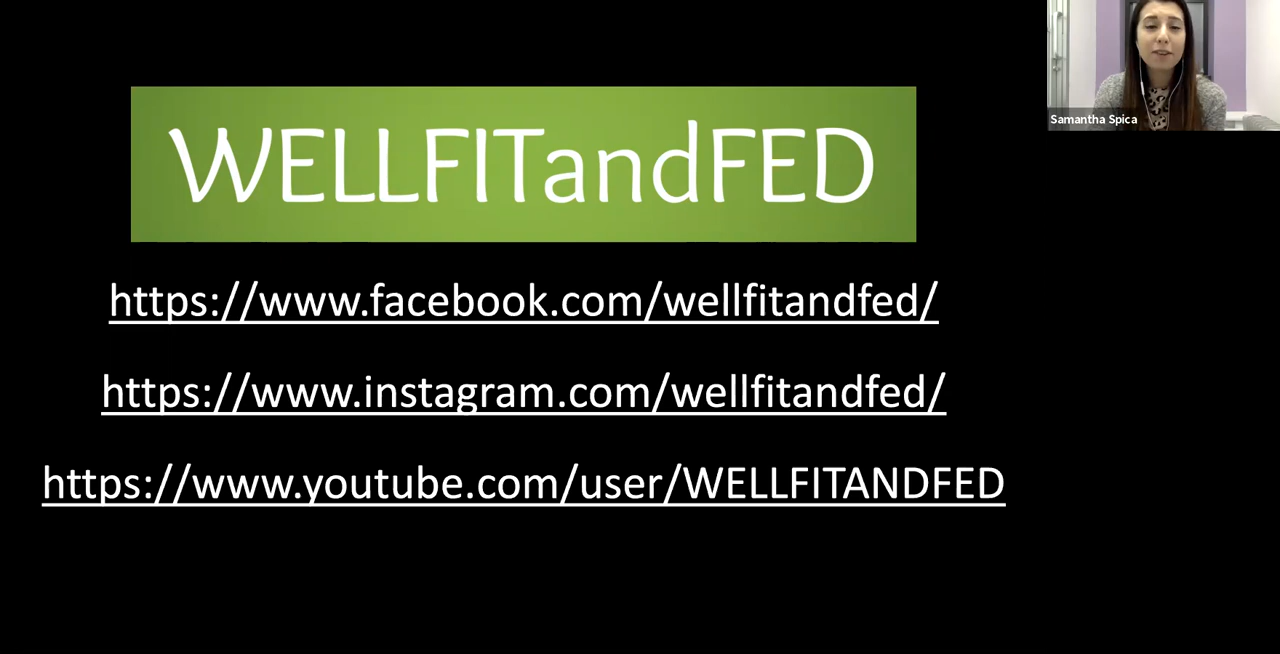 WELLFITandFED
Samantha Spica
https://www.facebook.com/wellfitandfed/
https://www.instagram.com/wellfitandfed/
https://www.youtube.com/user/WELLFITANDFED